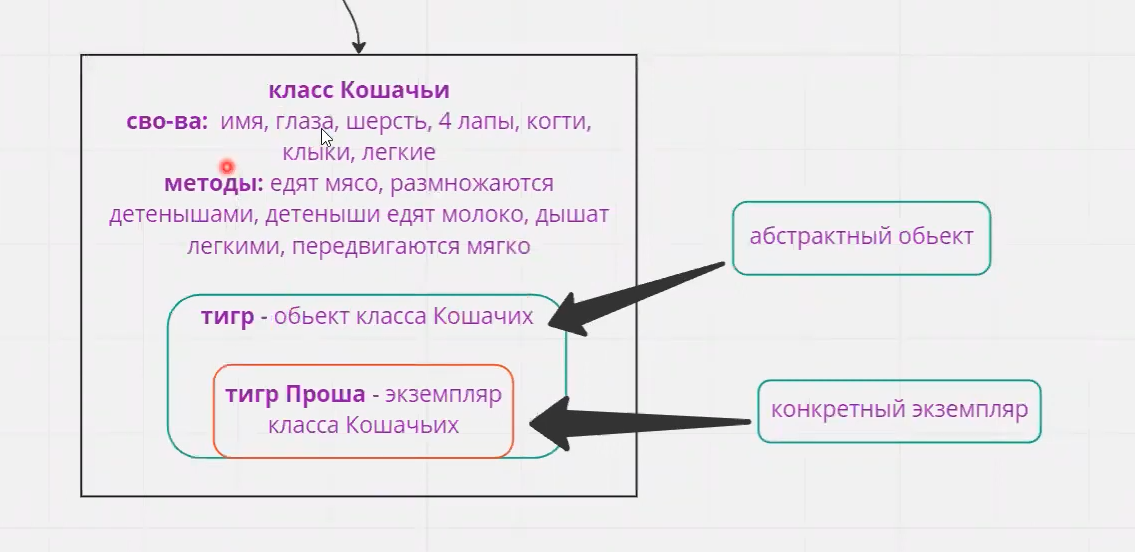 класс Кошачьи
сво-ва: имя, глаза, шерсть, 4 лапы, когти,
клыки, легкие
методы: едят мясо, размножаются
детенышами, детеныши едят молоко, дышат
легкими, передвигаются мягко
абстрактный обьект
тигр - обьект класса Кошачих
тигр Проша - экземпляр
класса Кошачьих
конкретный экземпляр